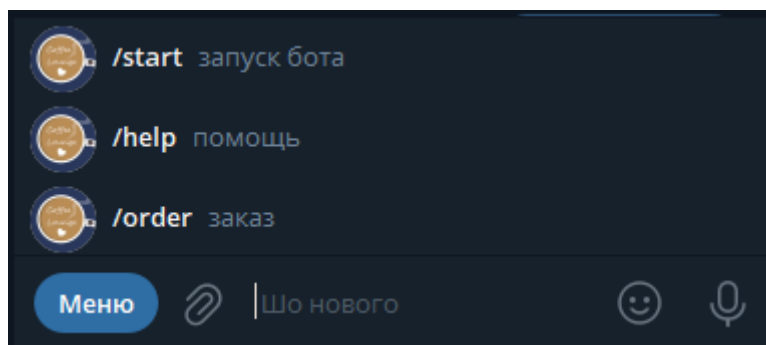 /start запуск бота
/help помощь
/order заказ
Меню Шо нового